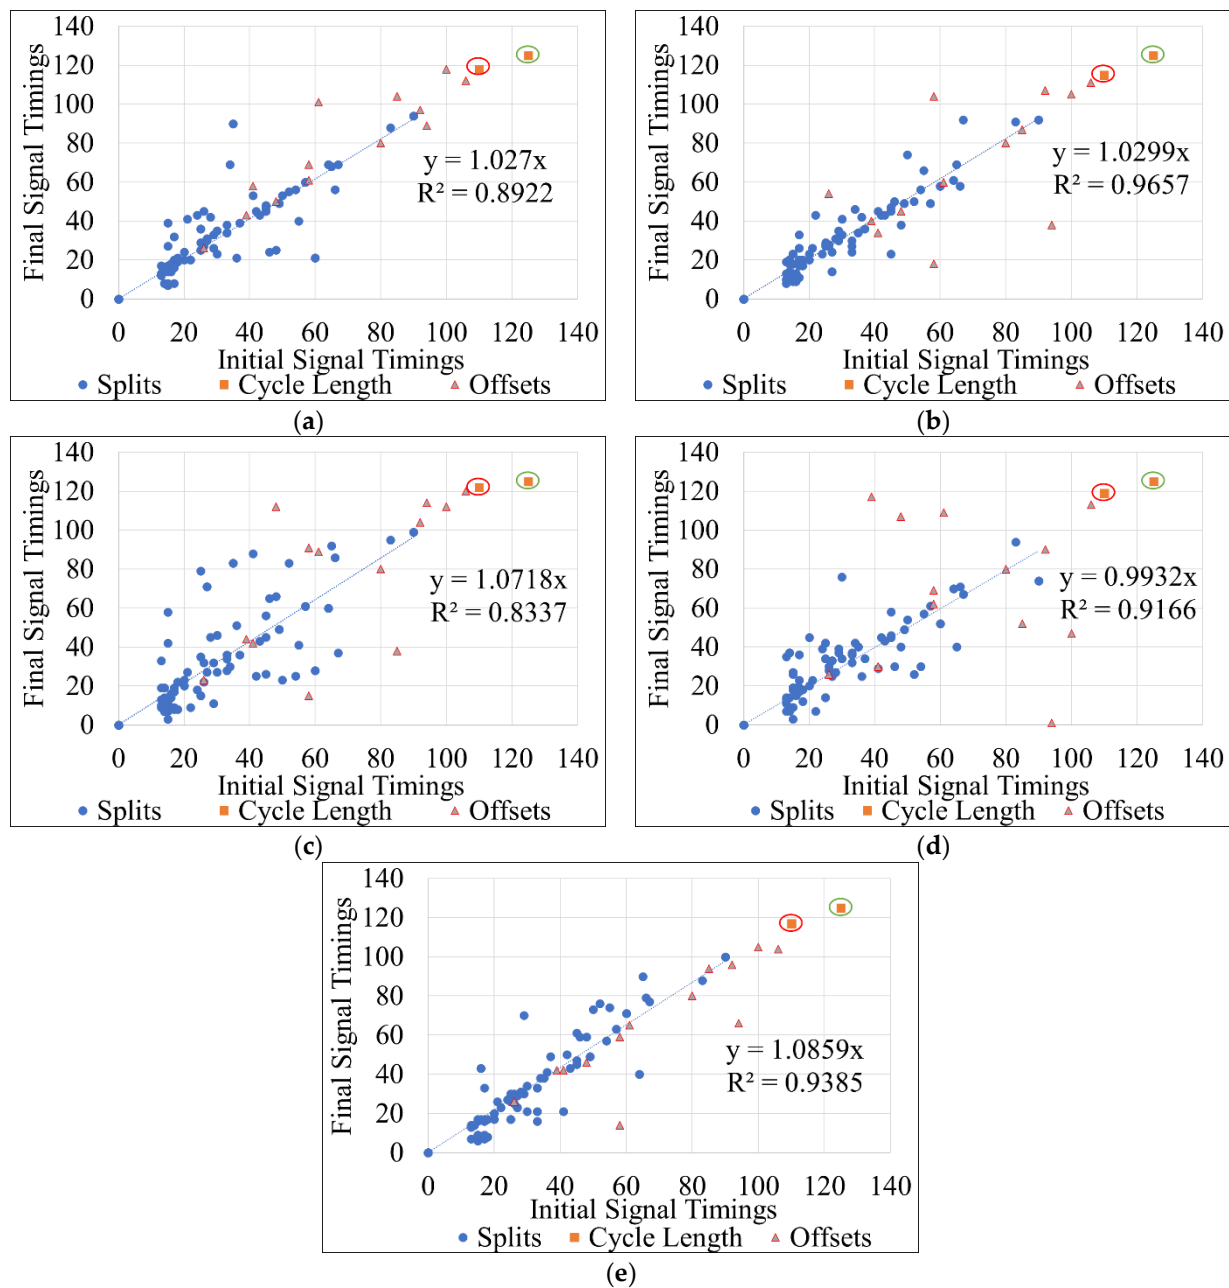 140
120
100
80
60
40
20
0
Final Signal Timings
y = 1.027x
R² = 0.8922
0 20 40 60 80 100 120 140
Initial Signal Timings
Splits Cycle Length Offsets
(a)
140
120
100
80
60
40
20
0
Final Signal Timings
y = 1.0299x
R² = 0.9657
0 20 40 60 80 100 120 140
Initial Signal Timings
Splits Cycle Length Offsets
(b)
140
120
100
80
60
40
20
0
Final Signal Timings
y = 1.0718x
R² = 0.8337
0 20 40 60 80 100 120 140
Initial Signal Timings
Splits Cycle Length Offsets
(c)
140
120
100
80
60
40
20
0
Final Signal Timings
y = 0.9932x
R² = 0.9166
0 20 40 60 80 100 120 140
Initial Signal Timings
Splits Cycle Length Offsets
(d)
140
120
100
80
60
40
20
0
Final Signal Timings
y = 1.0859x
R² = 0.9385
0 20 40 60 80 100 120 140
Initial Signal Timings
Splits Cycle Length Offsets
(e)